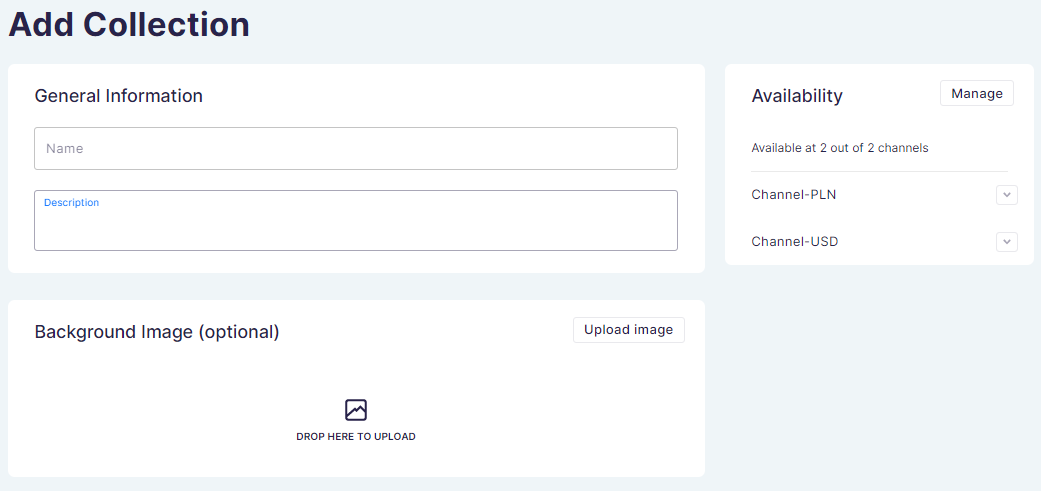 Add Collection
General Information
Name
Description
Background Image (optional)
Upload image
DROP HERE TO UPLOAD
Availability
Manage
Available at 2 out of 2 channels
Channel-PLN
Channel-USD